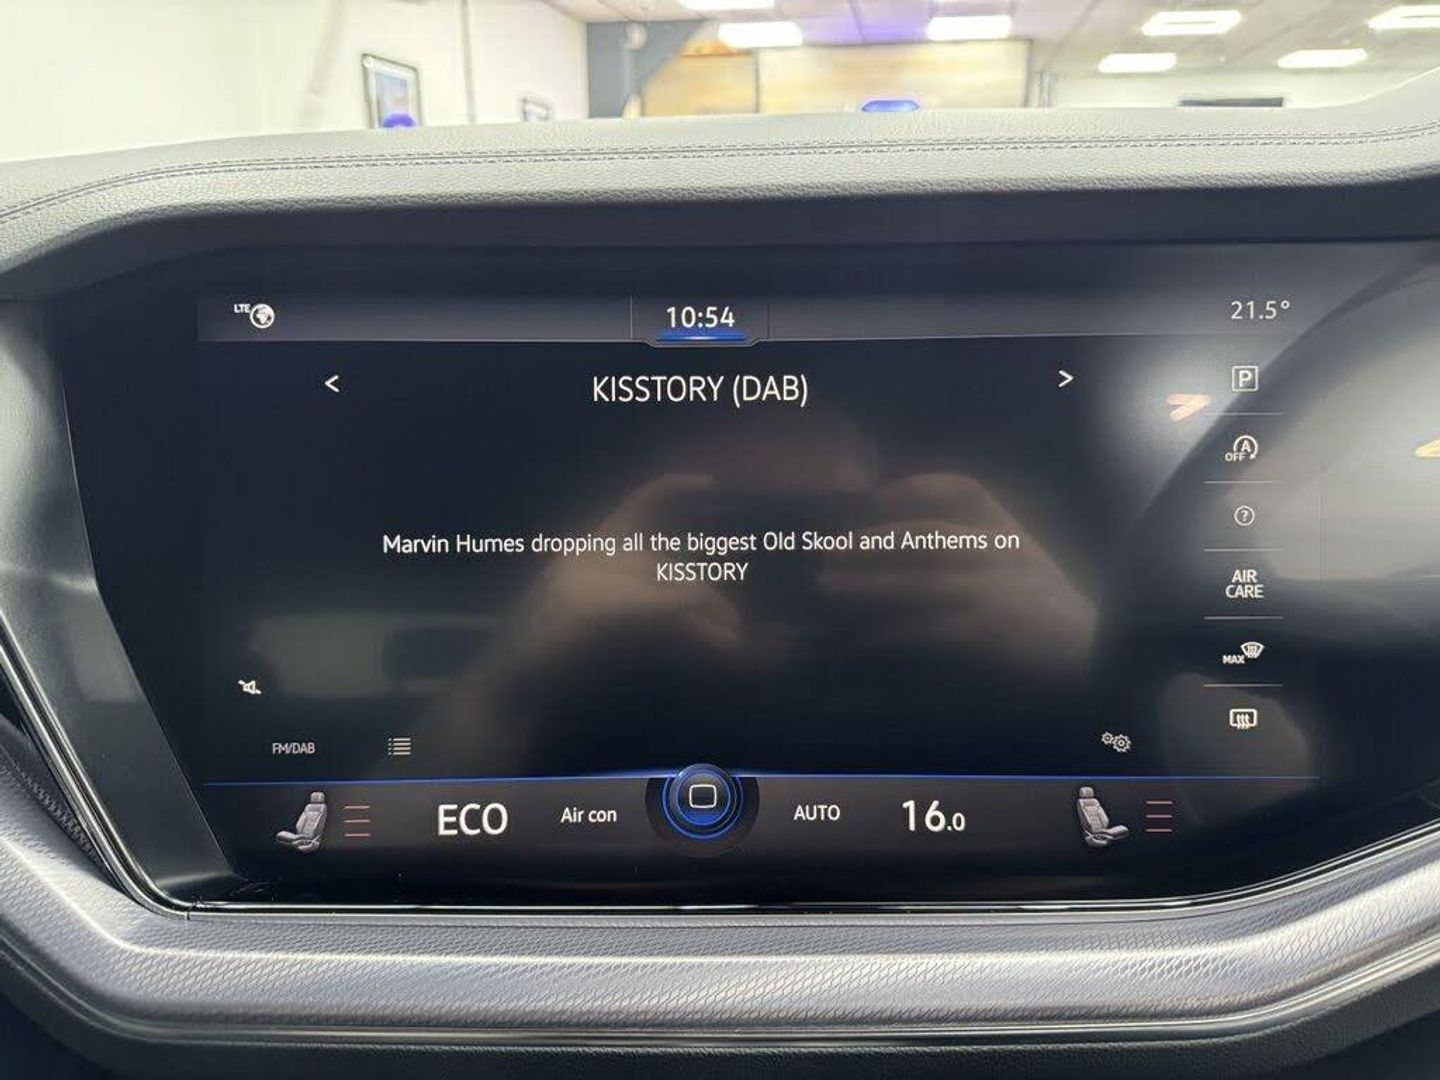 LTE
10:54
21.5°
<
KISSTORY (DAB)
>
P
A
OFF
Marvin Humes dropping all the biggest Old Skool and Anthems on
KISSTORY
?
AIR
CARE
MAX
FM/DAB
ECO
Air con
AUTO
16.0